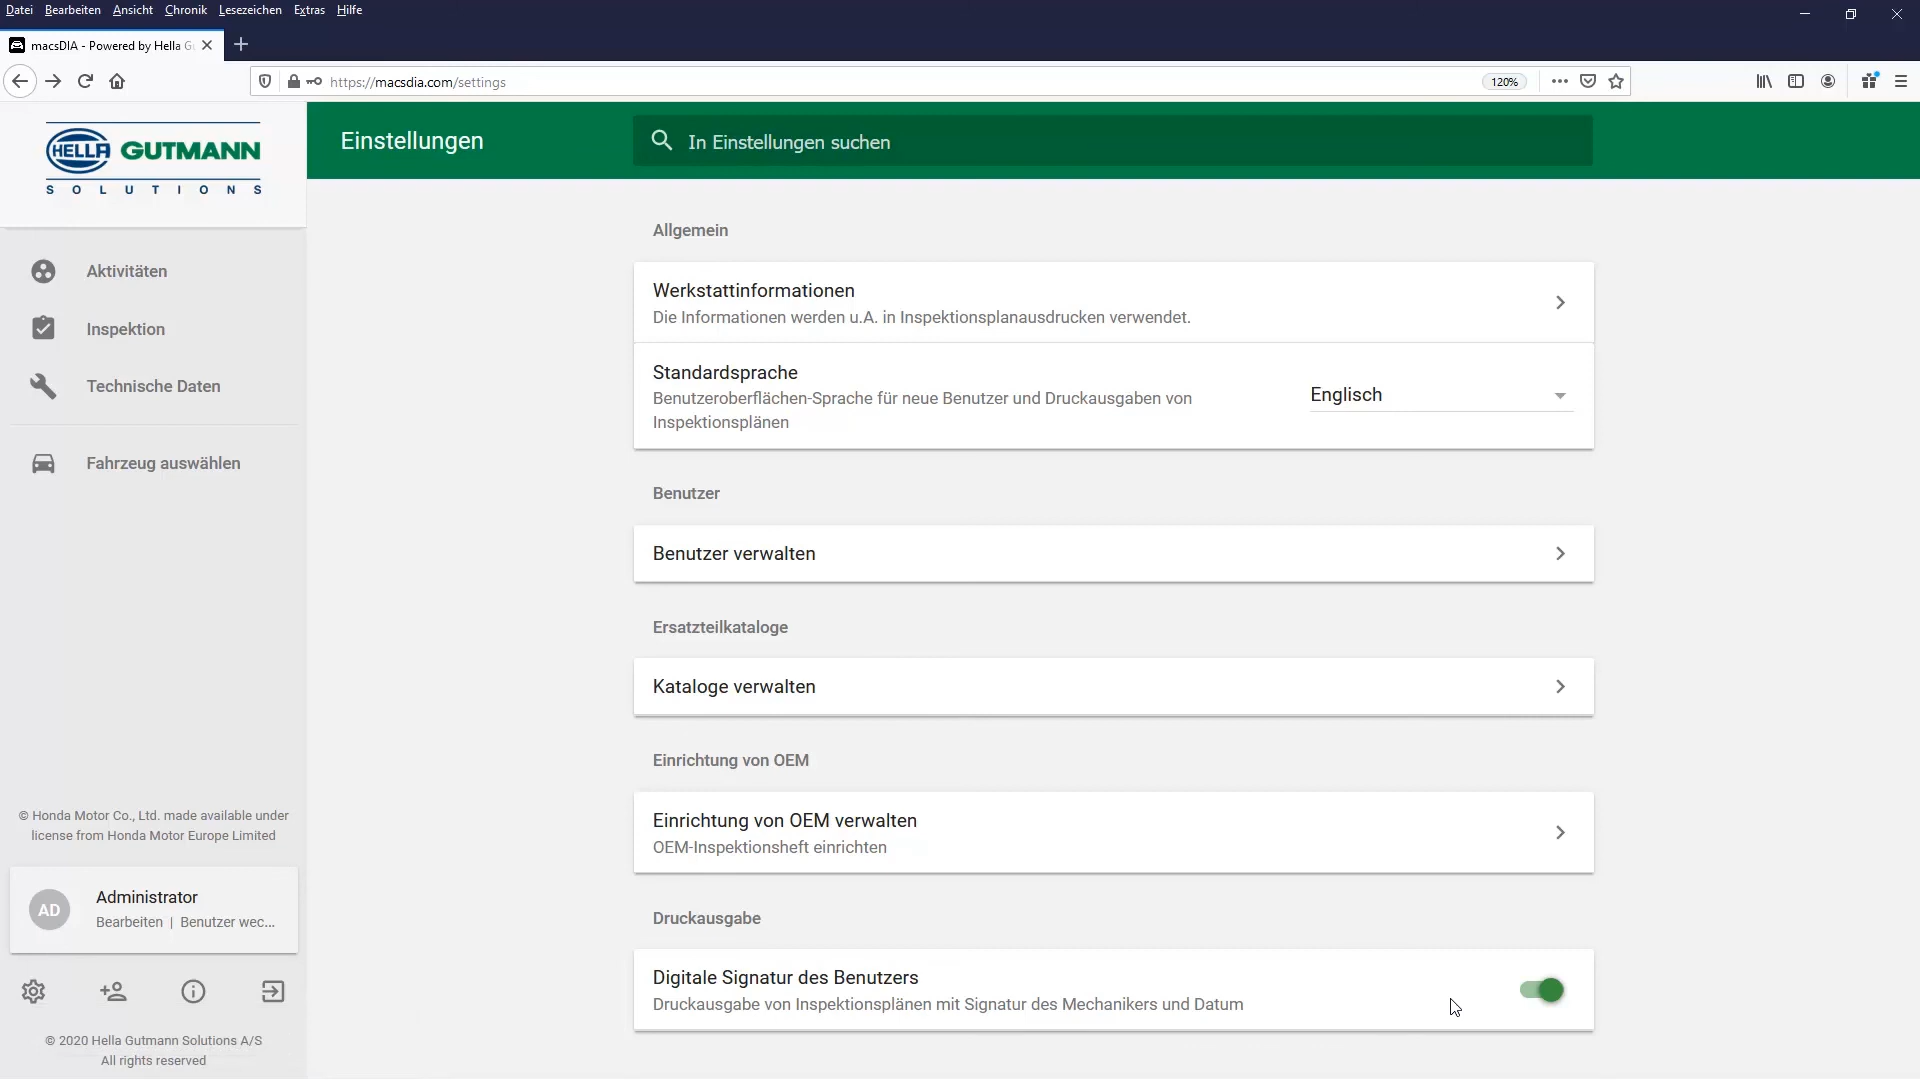 Datei Bearbeiten Ansicht Chronik Lesezeichen Extras Hilfe
macsDIA - Powered by Hella G
https://macsdia.com/settings
120%
HELLA GUTMANN
SOLUTIONS
Einstellungen
In Einstellungen suchen
Aktivitäten
Inspektion
Technische Daten
Fahrzeug auswählen
© Honda Motor Co., Ltd. made available under
license from Honda Motor Europe Limited
AD
Administrator
Bearbeiten | Benutzer wec...
© 2020 Hella Gutmann Solutions A/S
All rights reserved
Allgemein
Werkstattinformationen
Die Informationen werden u.A. in Inspektionsplanausdrucken verwendet.
Standardsprache
Benutzeroberflächen-Sprache für neue Benutzer und Druckausgaben von
Inspektionsplänen
Englisch
Benutzer
Benutzer verwalten
Ersatzteilkataloge
Kataloge verwalten
Einrichtung von OEM
Einrichtung von OEM verwalten
OEM-Inspektionsheft einrichten
Druckausgabe
Digitale Signatur des Benutzers
Druckausgabe von Inspektionsplänen mit Signatur des Mechanikers und Datum